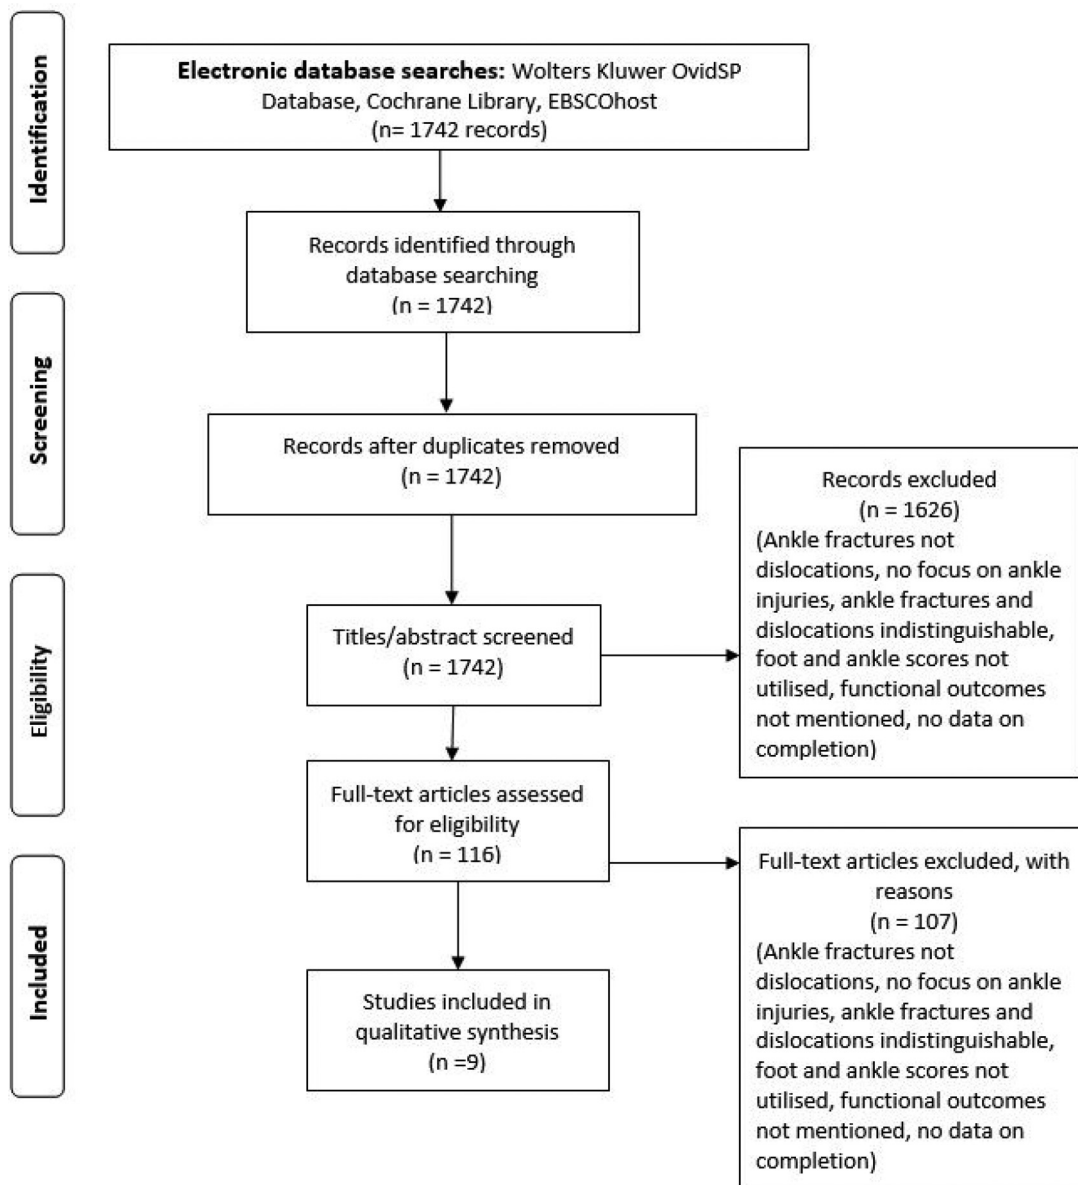 Identification
Electronic database searches: Wolters Kluwer OvidSP
Database, Cochrane Library, EBSCOhost
(n= 1742 records)
Records identified through
database searching
(n = 1742)
Screening
Records after duplicates removed
(n = 1742)
Records excluded
(n = 1626)
(Ankle fractures not
dislocations, no focus on ankle
injuries, ankle fractures and
dislocations indistinguishable,
foot and ankle scores not
utilised, functional outcomes
not mentioned, no data on
completion)
Eligibility
Titles/abstract screened
(n = 1742)
Full-text articles assessed
for eligibility
(n = 116)
Full-text articles excluded, with
reasons
(n = 107)
(Ankle fractures not
dislocations, no focus on ankle
injuries, ankle fractures and
dislocations indistinguishable,
foot and ankle scores not
utilised, functional outcomes
not mentioned, no data on
completion)
Included
Studies included in
qualitative synthesis
(n =9)